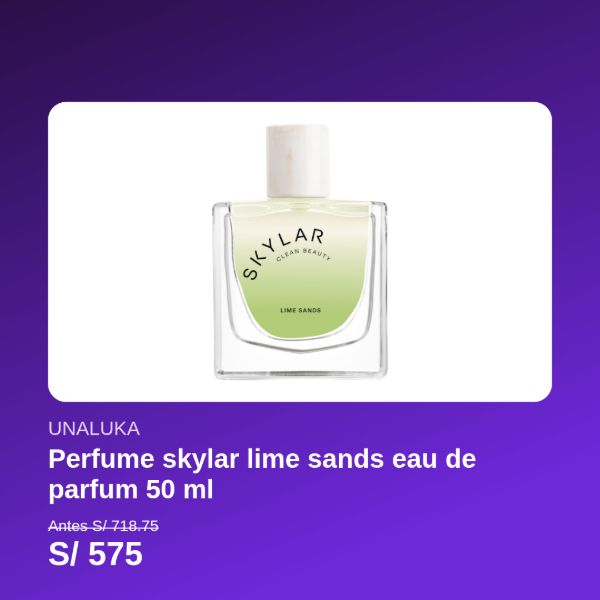 SKYLAR
CLEAN BEAUTY
LIME SANDS
UNALUKA
Perfume skylar lime sands eau de
parfum 50 ml
Antes S/ 718.75
S/ 575